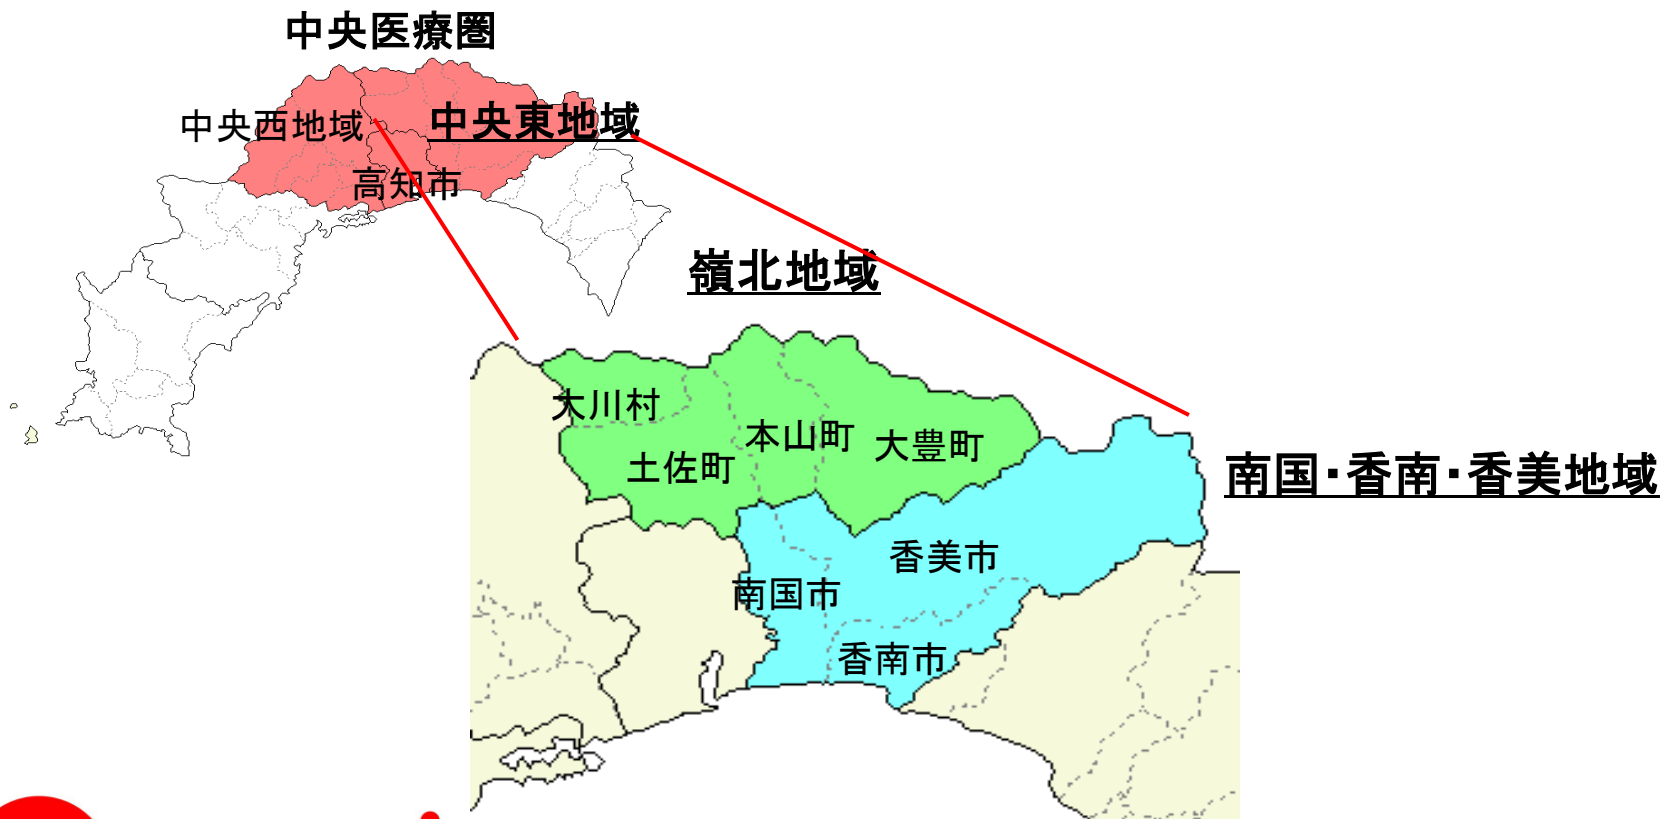 中央医療圏
中央西地域
中央東地域
高知市
嶺北地域
大川村
本山町
大豊町
土佐町
南国・香南・香美地域
香美市
南国市
香南市